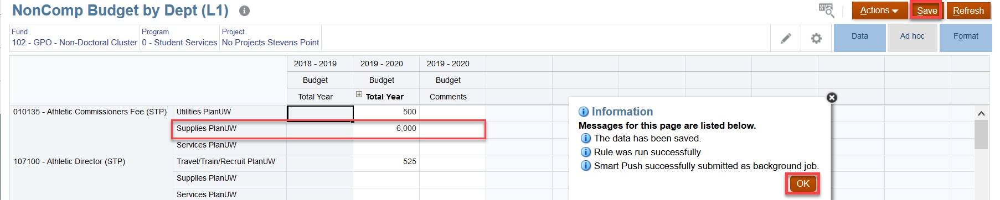 NonComp Budget by Dept (L1)
Actions Save Refresh
Fund Program Project
102 - GPO - Non-Doctoral Cluster 0 - Student Services No Projects Stevens Point
Data Ad hoc Format
2018 - 2019 2019 - 2020 2019 - 2020
Budget Budget Budget
Total Year Total Year Comments
010135 - Athletic Commissioners Fee (STP) Utilities PlanUW 500
Supplies PlanUW 6,000
Services PlanUW
107100 - Athletic Director (STP) Travel/Train/Recruit PlanUW 525
Supplies PlanUW
Services PlanUW
Information
Messages for this page are listed below.
The data has been saved.
Rule was run successfully
Smart Push successfully submitted as background job.
OK